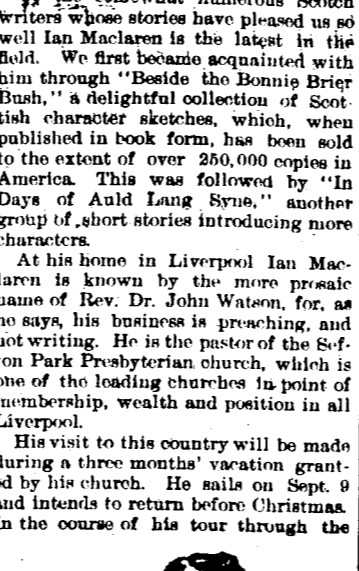 numerous Scotch
Writers whose stories have pleased us so
well Ian Maclaren is the latest in the
field. We first became acquainted with
him through "Beside the Bonnie Brier
Bush," a delightful collection of Scot-
tish character sketches, which, when
published in book form, has been sold
to the extent of over 250,000 copies in
America. This was followed by "In
Days of Auld Lang Syne," another
group of short stories introducing more
characters.
At his home in Liverpool Ian Mac-
laren is known by the more prosaic
name of Rev. Dr. John Watson, for, as
he says, his business is preaching, and
not writing. He is the pastor of the Sef-
ton Park Presbyterian church, which is
one of the leading churches in point of
membership, wealth and position in all
Liverpool.
His visit to this country will be made
during a three months' vacation grant-
ed by his church. He sails on Sept. 9
and intends to return before Christmas.
In the course of his tour through the